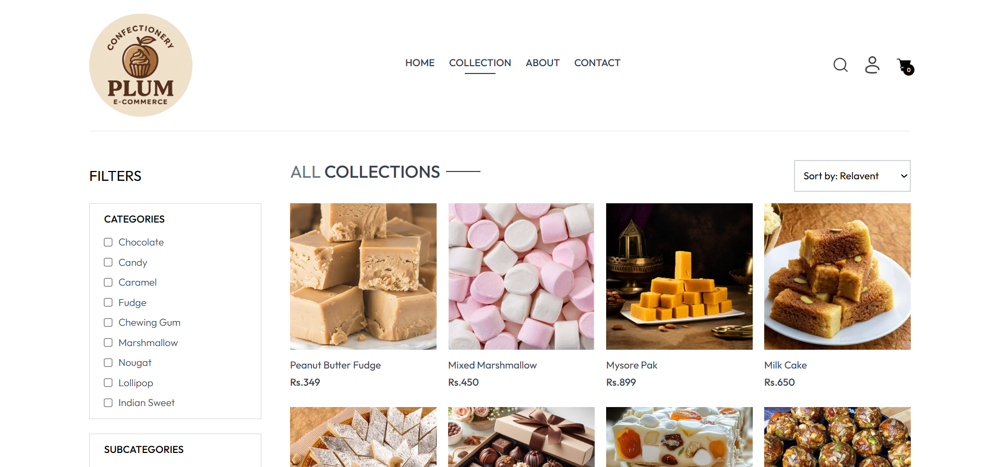 CONFECTIONERY
PLUM
E-COMMERCE
HOME
COLLECTION
ABOUT
CONTACT
0
FILTERS
CATEGORIES
Chocolate
Candy
Caramel
Fudge
Chewing Gum
Marshmallow
Nougat
Lollipop
Indian Sweet
SUBCATEGORIES
ALL COLLECTIONS
Sort by: Relavent
Peanut Butter Fudge
Rs.349
Mixed Marshmallow
Rs.450
Mysore Pak
Rs.899
Milk Cake
Rs.650